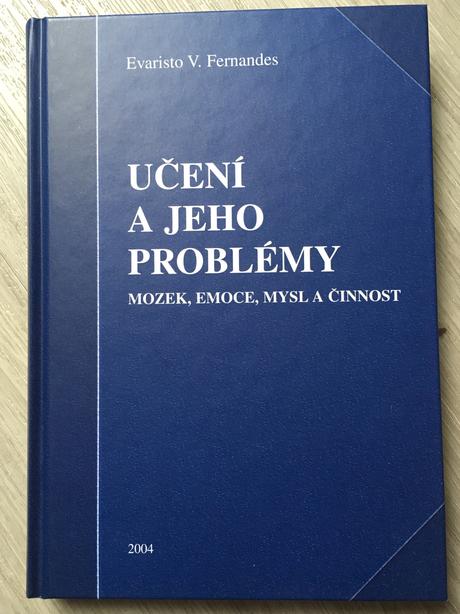 Evaristo V. Fernandes
UČENÍ
A JEHO
PROBLÉMY
MOZEK, EMOCE, MYSL A ČINNOST
2004